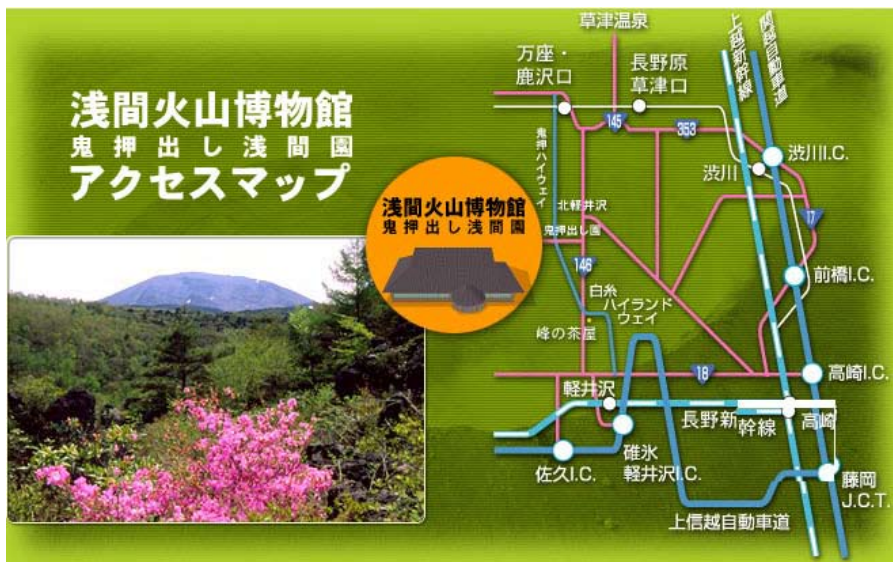 浅間火山博物館
鬼押出し浅間園
アクセスマップ
浅間火山博物館
鬼押出し浅間園
草津温泉
万座・
鹿沢口
長野原
草津口
上越新幹線
関越自動車道
145
353
鬼押ハイウェイ
渋川
渋川I.C.
17
北軽井沢
鬼押出し園
146
白糸
ハイランド
ウェイ
峰の茶屋
前橋I.C.
18
高崎I.C.
軽井沢
長野新
幹線
高崎
佐久I.C.
碓氷
軽井沢I.C.
藤岡
J.C.T.
上信越自動車道